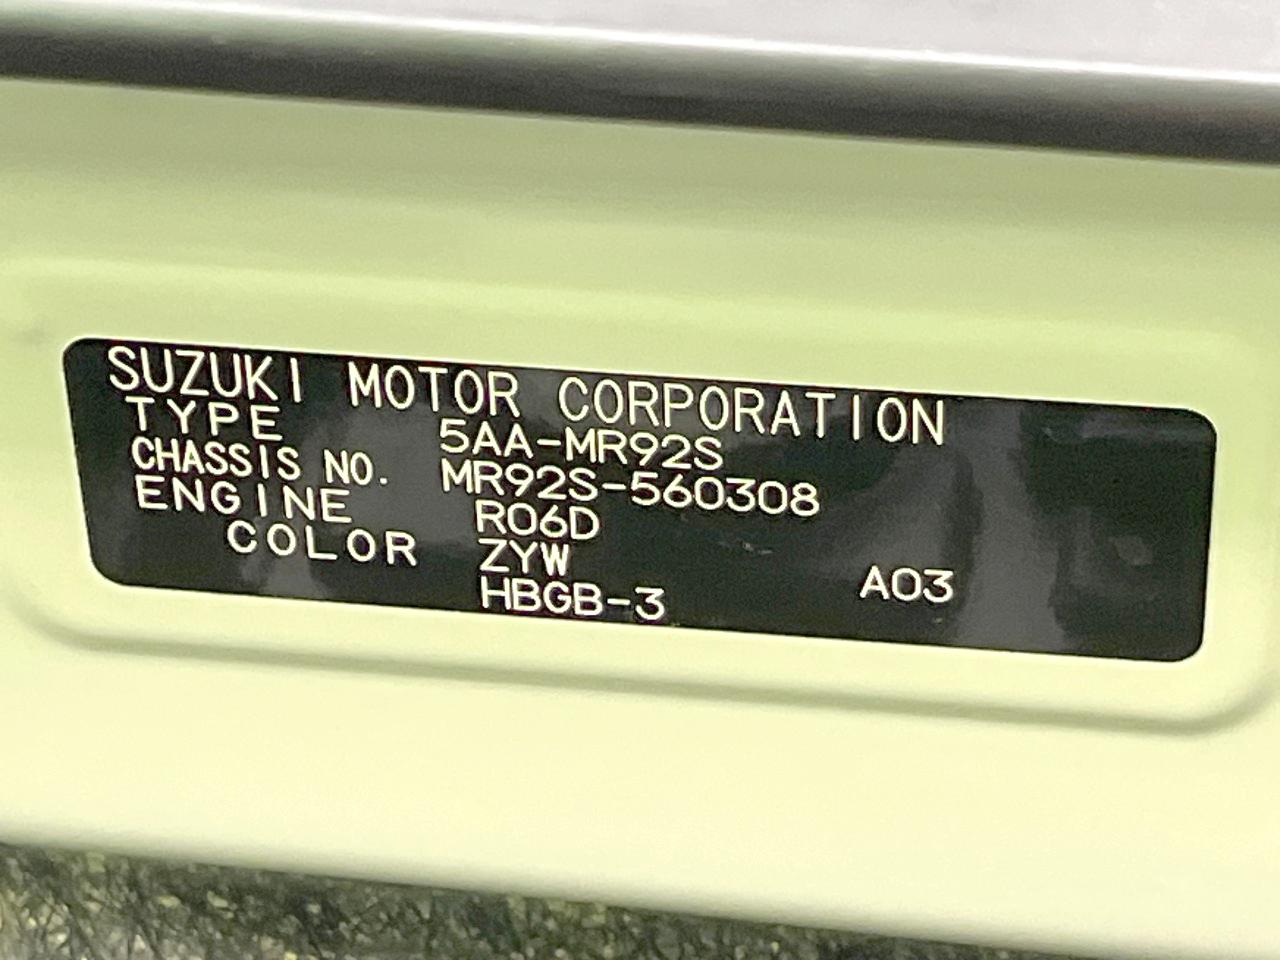 SUZUKI MOTOR CORPORATION
TYPE 5AA-MR92S
CHASSIS NO. MR92S-560308
ENGINE R06D
COLOR ZYW A03
HBGB-3